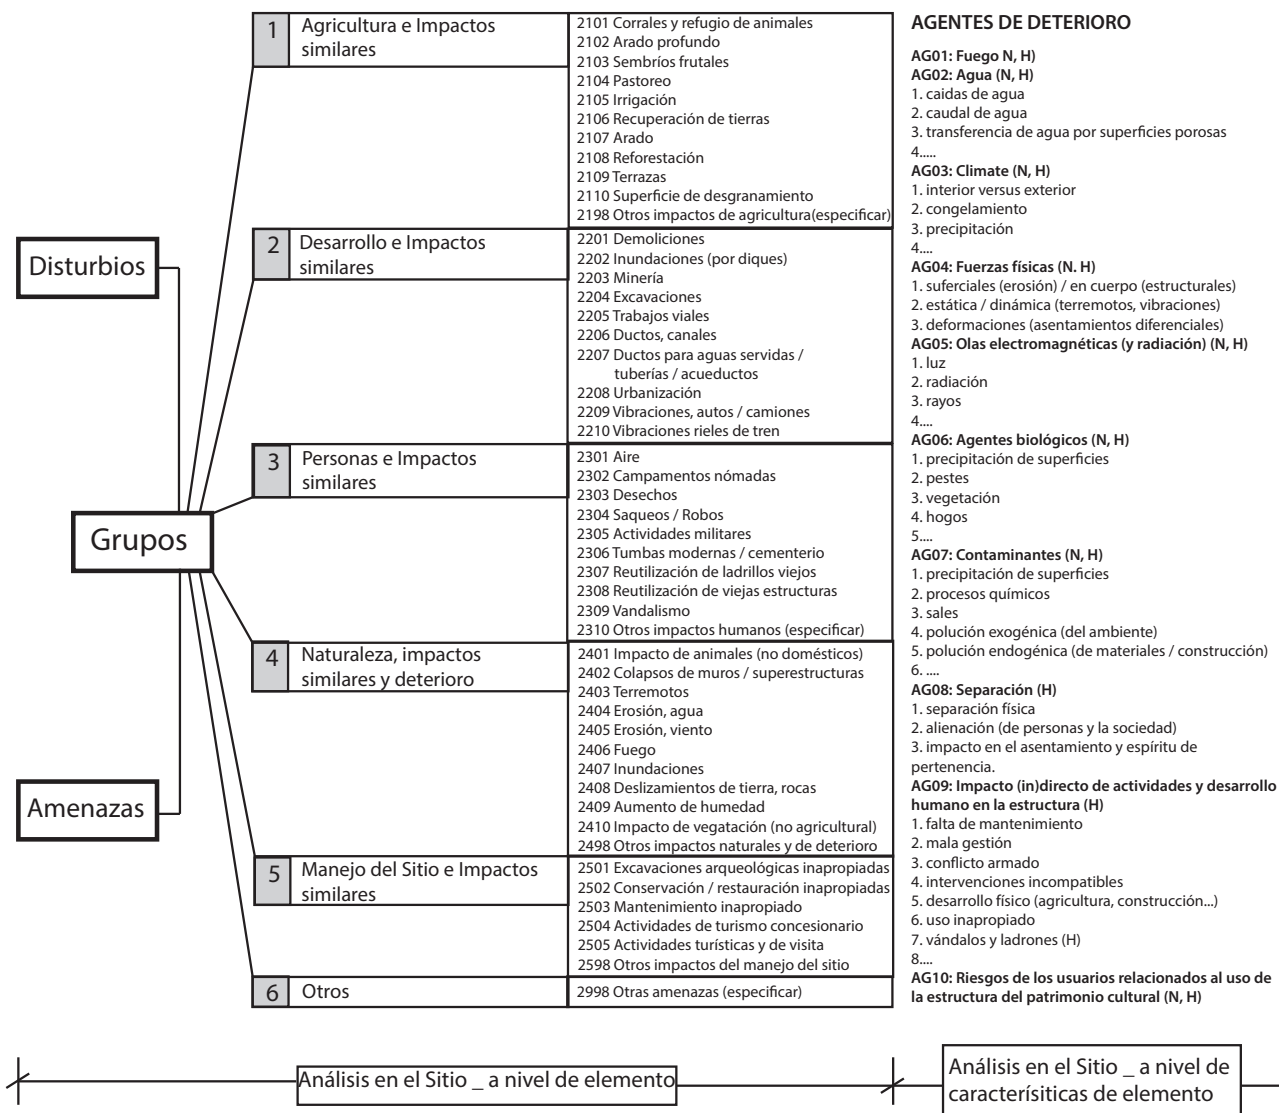 Disturbios
Grupos
Amenazas
1
Agricultura e Impactos
similares
2101 Corrales y refugio de animales
2102 Arado profundo
2103 Sembríos frutales
2104 Pastoreo
2105 Irrigación
2106 Recuperación de tierras
2107 Arado
2108 Reforestación
2109 Terrazas
2110 Superficie de desgranamiento
2198 Otros impactos de agricultura(especificar)
2
Desarrollo e Impactos
similares
2201 Demoliciones
2202 Inundaciones (por diques)
2203 Minería
2204 Excavaciones
2205 Trabajos viales
2206 Ductos, canales
2207 Ductos para aguas servidas /
tuberías / acueductos
2208 Urbanización
2209 Vibraciones, autos / camiones
2210 Vibraciones rieles de tren
3
Personas e Impactos
similares
2301 Aire
2302 Campamentos nómadas
2303 Desechos
2304 Saqueos / Robos
2305 Actividades militares
2306 Tumbas modernas / cementerio
2307 Reutilización de ladrillos viejos
2308 Reutilización de viejas estructuras
2309 Vandalismo
2310 Otros impactos humanos (especificar)
4
Naturaleza, impactos
similares y deterioro
2401 Impacto de animales (no domésticos)
2402 Colapsos de muros / superestructuras
2403 Terremotos
2404 Erosión, agua
2405 Erosión, viento
2406 Fuego
2407 Inundaciones
2408 Deslizamientos de tierra, rocas
2409 Aumento de humedad
2410 Impacto de vegatación (no agricultural)
2498 Otros impactos naturales y de deterioro
5
Manejo del Sitio e Impactos
similares
2501 Excavaciones arqueológicas inapropiadas
2502 Conservación / restauración inapropiadas
2503 Mantenimiento inapropiado
2504 Actividades de turismo concesionario
2505 Actividades turísticas y de visita
2598 Otros impactos del manejo del sitio
6
Otros
2998 Otras amenazas (especificar)
AGENTES DE DETERIORO
AG01: Fuego N, H)
AG02: Agua (N, H)
1. caidas de agua
2. caudal de agua
3. transferencia de agua por superficies porosas
4.....
AG03: Climate (N, H)
1. interior versus exterior
2. congelamiento
3. precipitación
4....
AG04: Fuerzas físicas (N. H)
1. suferciales (erosión) / en cuerpo (estructurales)
2. estática / dinámica (terremotos, vibraciones)
3. deformaciones (asentamientos diferenciales)
AG05: Olas electromagnéticas (y radiación) (N, H)
1. luz
2. radiación
3. rayos
4....
AG06: Agentes biológicos (N, H)
1. precipitación de superficies
2. pestes
3. vegetación
4. hogos
5....
AG07: Contaminantes (N, H)
1. precipitación de superficies
2. procesos químicos
3. sales
4. polución exogénica (del ambiente)
5. polución endogénica (de materiales / construcción)
6. ....
AG08: Separación (H)
1. separación física
2. alienación (de personas y la sociedad)
3. impacto en el asentamiento y espíritu de
pertenencia.
AG09: Impacto (in)directo de actividades y desarrollo
humano en la estructura (H)
1. falta de mantenimiento
2. mala gestión
3. conflicto armado
4. intervenciones incompatibles
5. desarrollo físico (agricultura, construcción...)
6. uso inapropiado
7. vándalos y ladrones (H)
8....
AG10: Riesgos de los usuarios relacionados al uso de
la estructura del patrimonio cultural (N, H)
Análisis en el Sitio _ a nivel de elemento
Análisis en el Sitio _ a nivel de
caracterísiticas de elemento